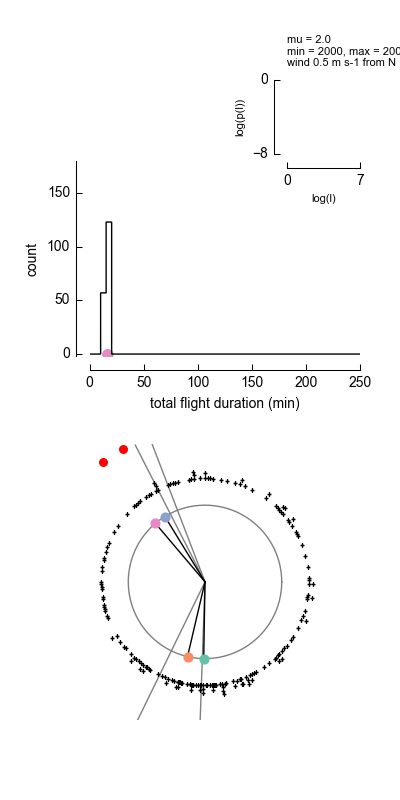 mu = 2.0
min = 2000, max = 200
wind 0.5 m s-1 from N
0
log(p(l))
−8
0 7
log(l)
150
count
100
50
0
0 50 100 150 200 250
total flight duration (min)